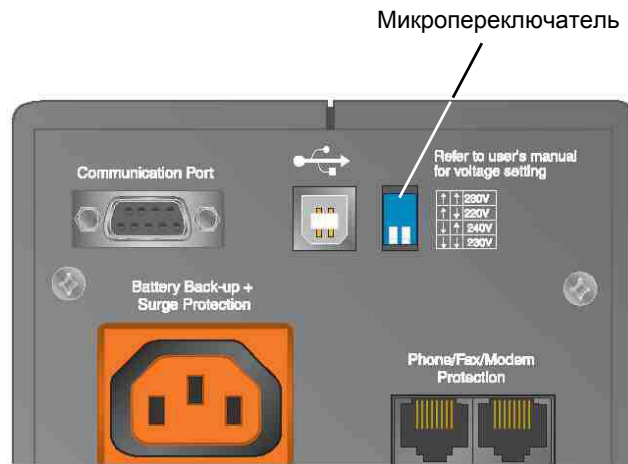 Микропереключатель
Refer to user's manual
for voltage setting
Communication Port
↑ ↑ 230V
↑ ↓ 220V
↓ ↑ 240V
↓ ↓ 230V
Battery Back-up +
Surge Protection
Phone/Fax/Modem
Protection